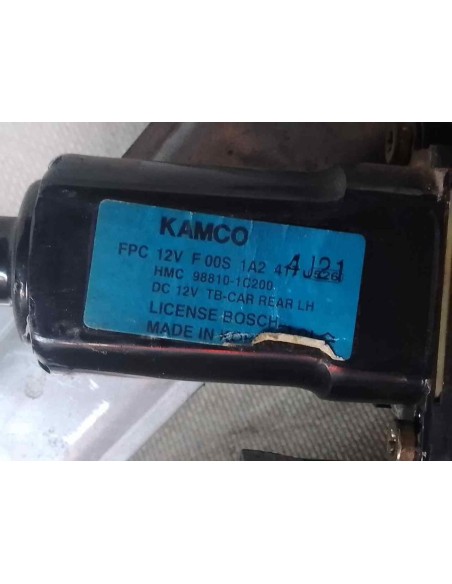 KAMCO
FPC 12V F 00S 1A2 4J21
HMC 98810-1C200
DC 12V TB-CAR REAR LH
LICENSE BOSCH
MADE IN